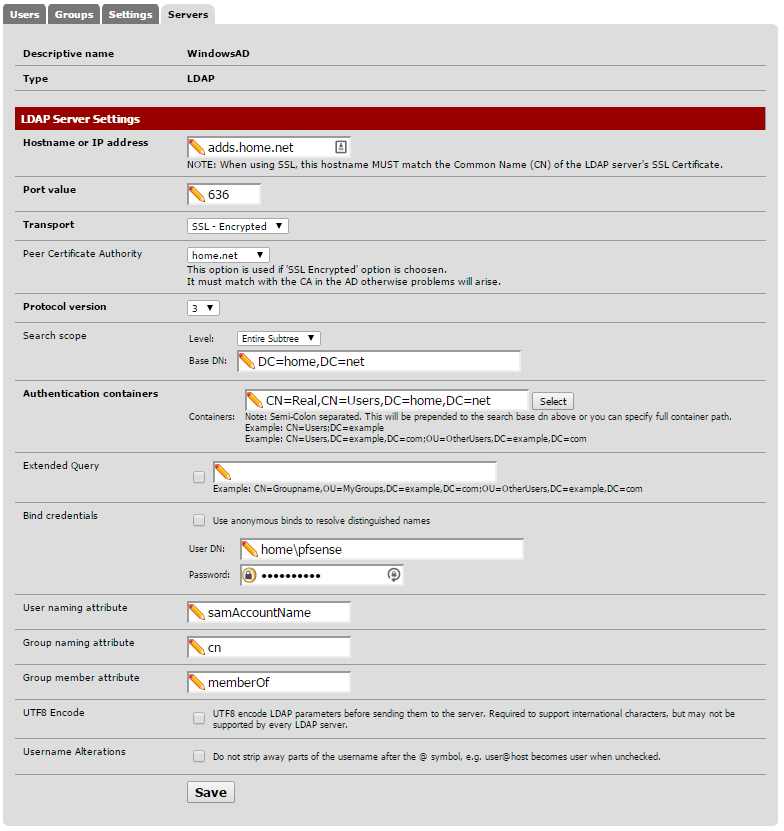 Users Groups Settings Servers
Descriptive name WindowsAD
Type LDAP
LDAP Server Settings
Hostname or IP address adds.home.net
NOTE: When using SSL, this hostname MUST match the Common Name (CN) of the LDAP server's SSL Certificate.
Port value 636
Transport SSL - Encrypted
Peer Certificate Authority home.net
This option is used if 'SSL Encrypted' option is choosen.
It must match with the CA in the AD otherwise problems will arise.
Protocol version 3
Search scope Level: Entire Subtree
Base DN: DC=home,DC=net
Authentication containers CN=Real,CN=Users,DC=home,DC=net Select
Containers: Note: Semi-Colon separated. This will be prepended to the search base dn above or you can specify full container path.
Example: CN=Users;DC=example
Example: CN=Users,DC=example,DC=com;OU=OtherUsers,DC=example,DC=com
Extended Query
Example: CN=Groupname,OU=MyGroups,DC=example,DC=com;OU=OtherUsers,DC=example,DC=com
Bind credentials Use anonymous binds to resolve distinguished names
User DN: home\pfsense
Password: ••••••••••
User naming attribute samAccountName
Group naming attribute cn
Group member attribute memberOf
UTF8 Encode UTF8 encode LDAP parameters before sending them to the server. Required to support international characters, but may not be
supported by every LDAP server.
Username Alterations Do not strip away parts of the username after the @ symbol, e.g. user@host becomes user when unchecked.
Save